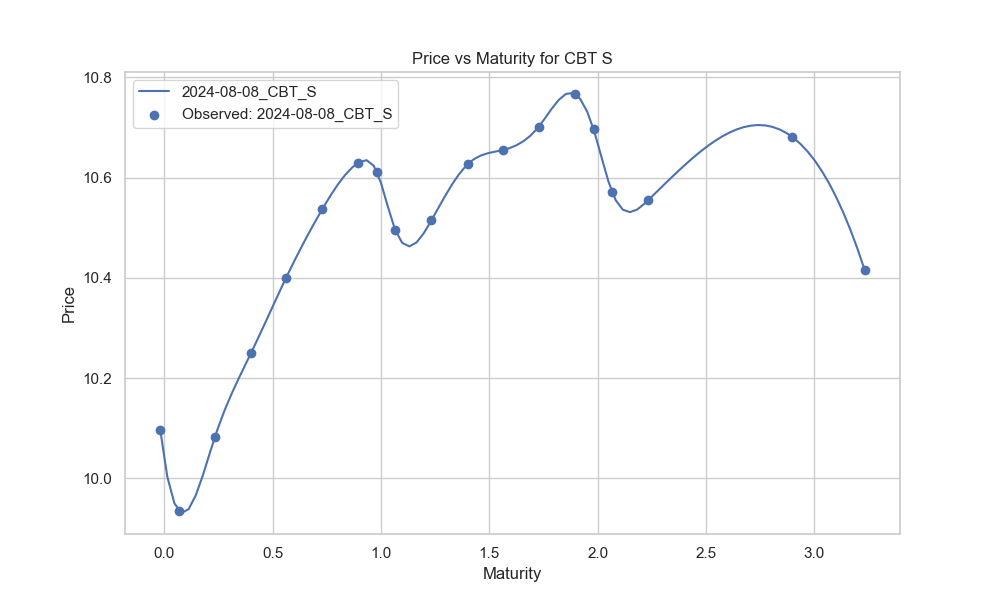 Price vs Maturity for CBT S
2024-08-08_CBT_S
Observed: 2024-08-08_CBT_S
Price
10.8
10.6
10.4
10.2
10.0
0.0 0.5 1.0 1.5 2.0 2.5 3.0
Maturity